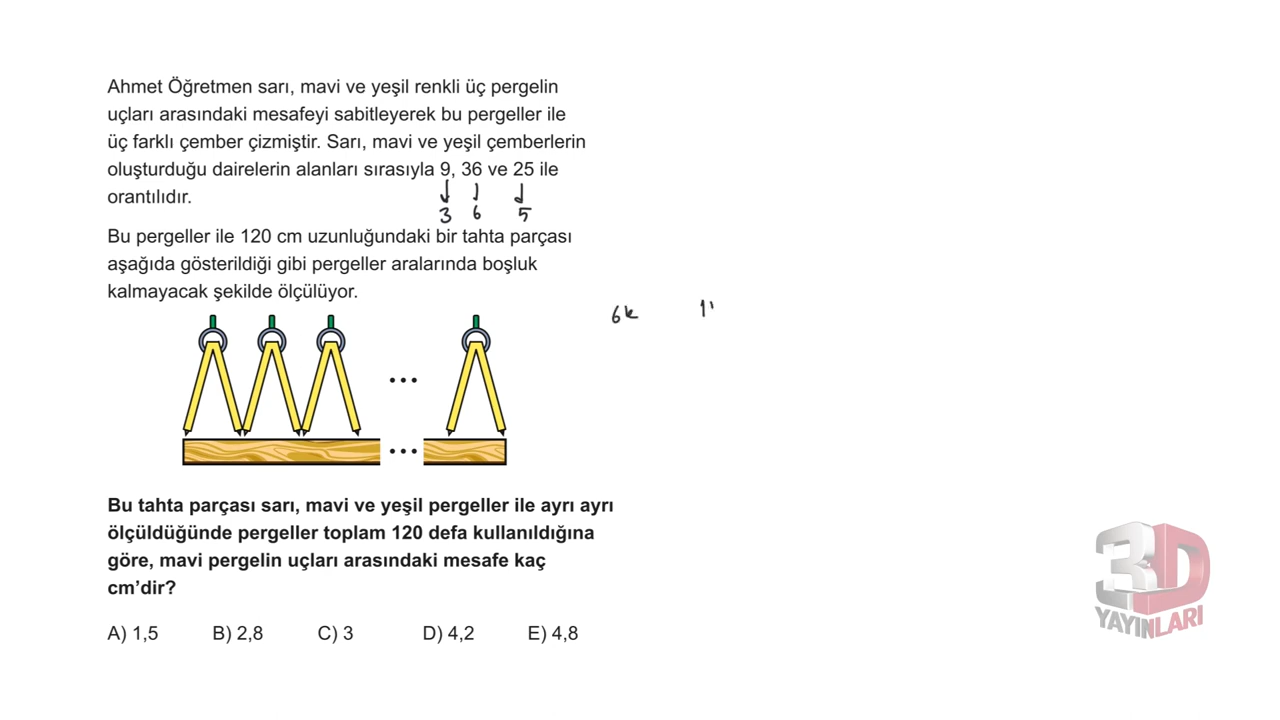 Ahmet Öğretmen sarı, mavi ve yeşil renkli üç pergelin
uçları arasındaki mesafeyi sabitleyerek bu pergeller ile
üç farklı çember çizmiştir. Sarı, mavi ve yeşil çemberlerin
oluşturduğu dairelerin alanları sırasıyla 9, 36 ve 25 ile
orantılıdır.
3 6 5
Bu pergeller ile 120 cm uzunluğundaki bir tahta parçası
aşağıda gösterildiği gibi pergeller aralarında boşluk
kalmayacak şekilde ölçülüyor.
6k
...
...
Bu tahta parçası sarı, mavi ve yeşil pergeller ile ayrı ayrı
ölçüldüğünde pergeller toplam 120 defa kullanıldığına
göre, mavi pergelin uçları arasındaki mesafe kaç
cm'dir?
A) 1,5 B) 2,8 C) 3 D) 4,2 E) 4,8
3D
YAYINLARI